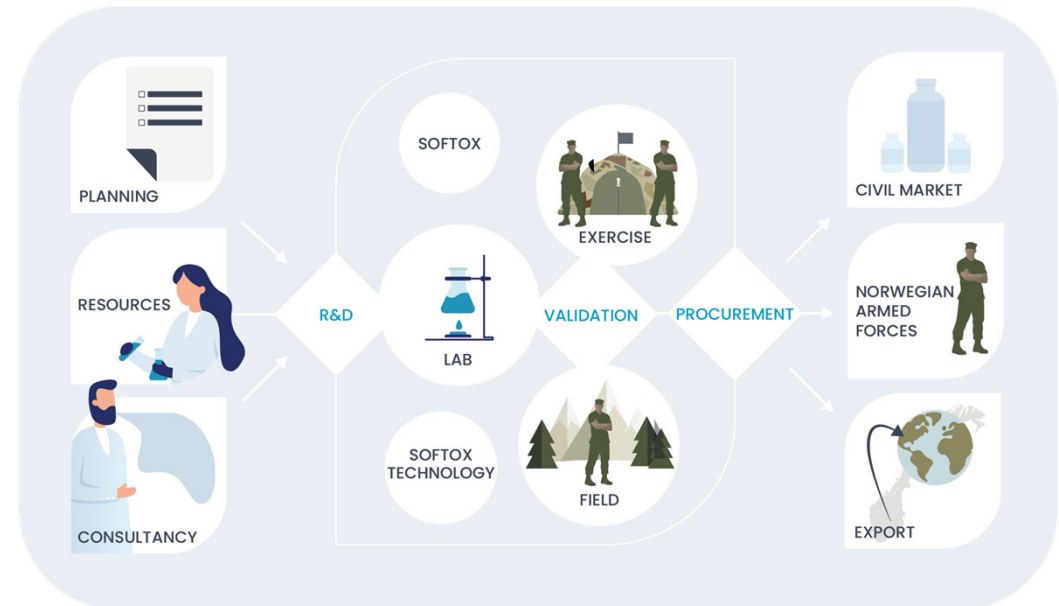 PLANNING
RESOURCES
CONSULTANCY
R&D
SOFTOX
LAB
SOFTOX
TECHNOLOGY
EXERCISE
VALIDATION
FIELD
PROCUREMENT
CIVIL MARKET
NORWEGIAN
ARMED
FORCES
EXPORT